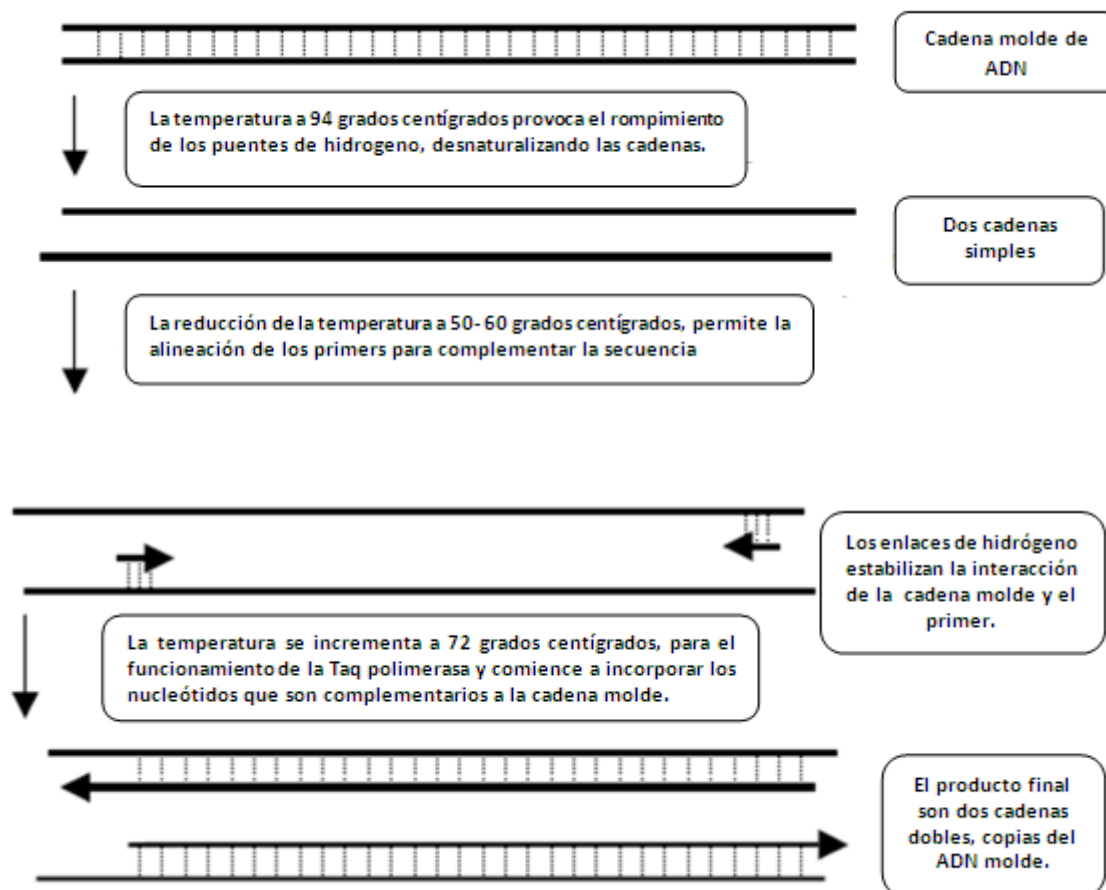 Cadena molde de
ADN
La temperatura a 94 grados centígrados provoca el rompimiento
de los puentes de hidrogeno, desnaturalizando las cadenas.
Dos cadenas
simples
La reducción de la temperatura a 50- 60 grados centígrados, permite la
alineación de los primers para complementar la secuencia
Los enlaces de hidrógeno
estabilizan la interacción
de la cadena molde y el
primer.
La temperatura se incrementa a 72 grados centígrados, para el
funcionamiento de la Taq polimerasa y comience a incorporar los
nucleótidos que son complementarios a la cadena molde.
El producto final
son dos cadenas
dobles, copias del
ADN molde.